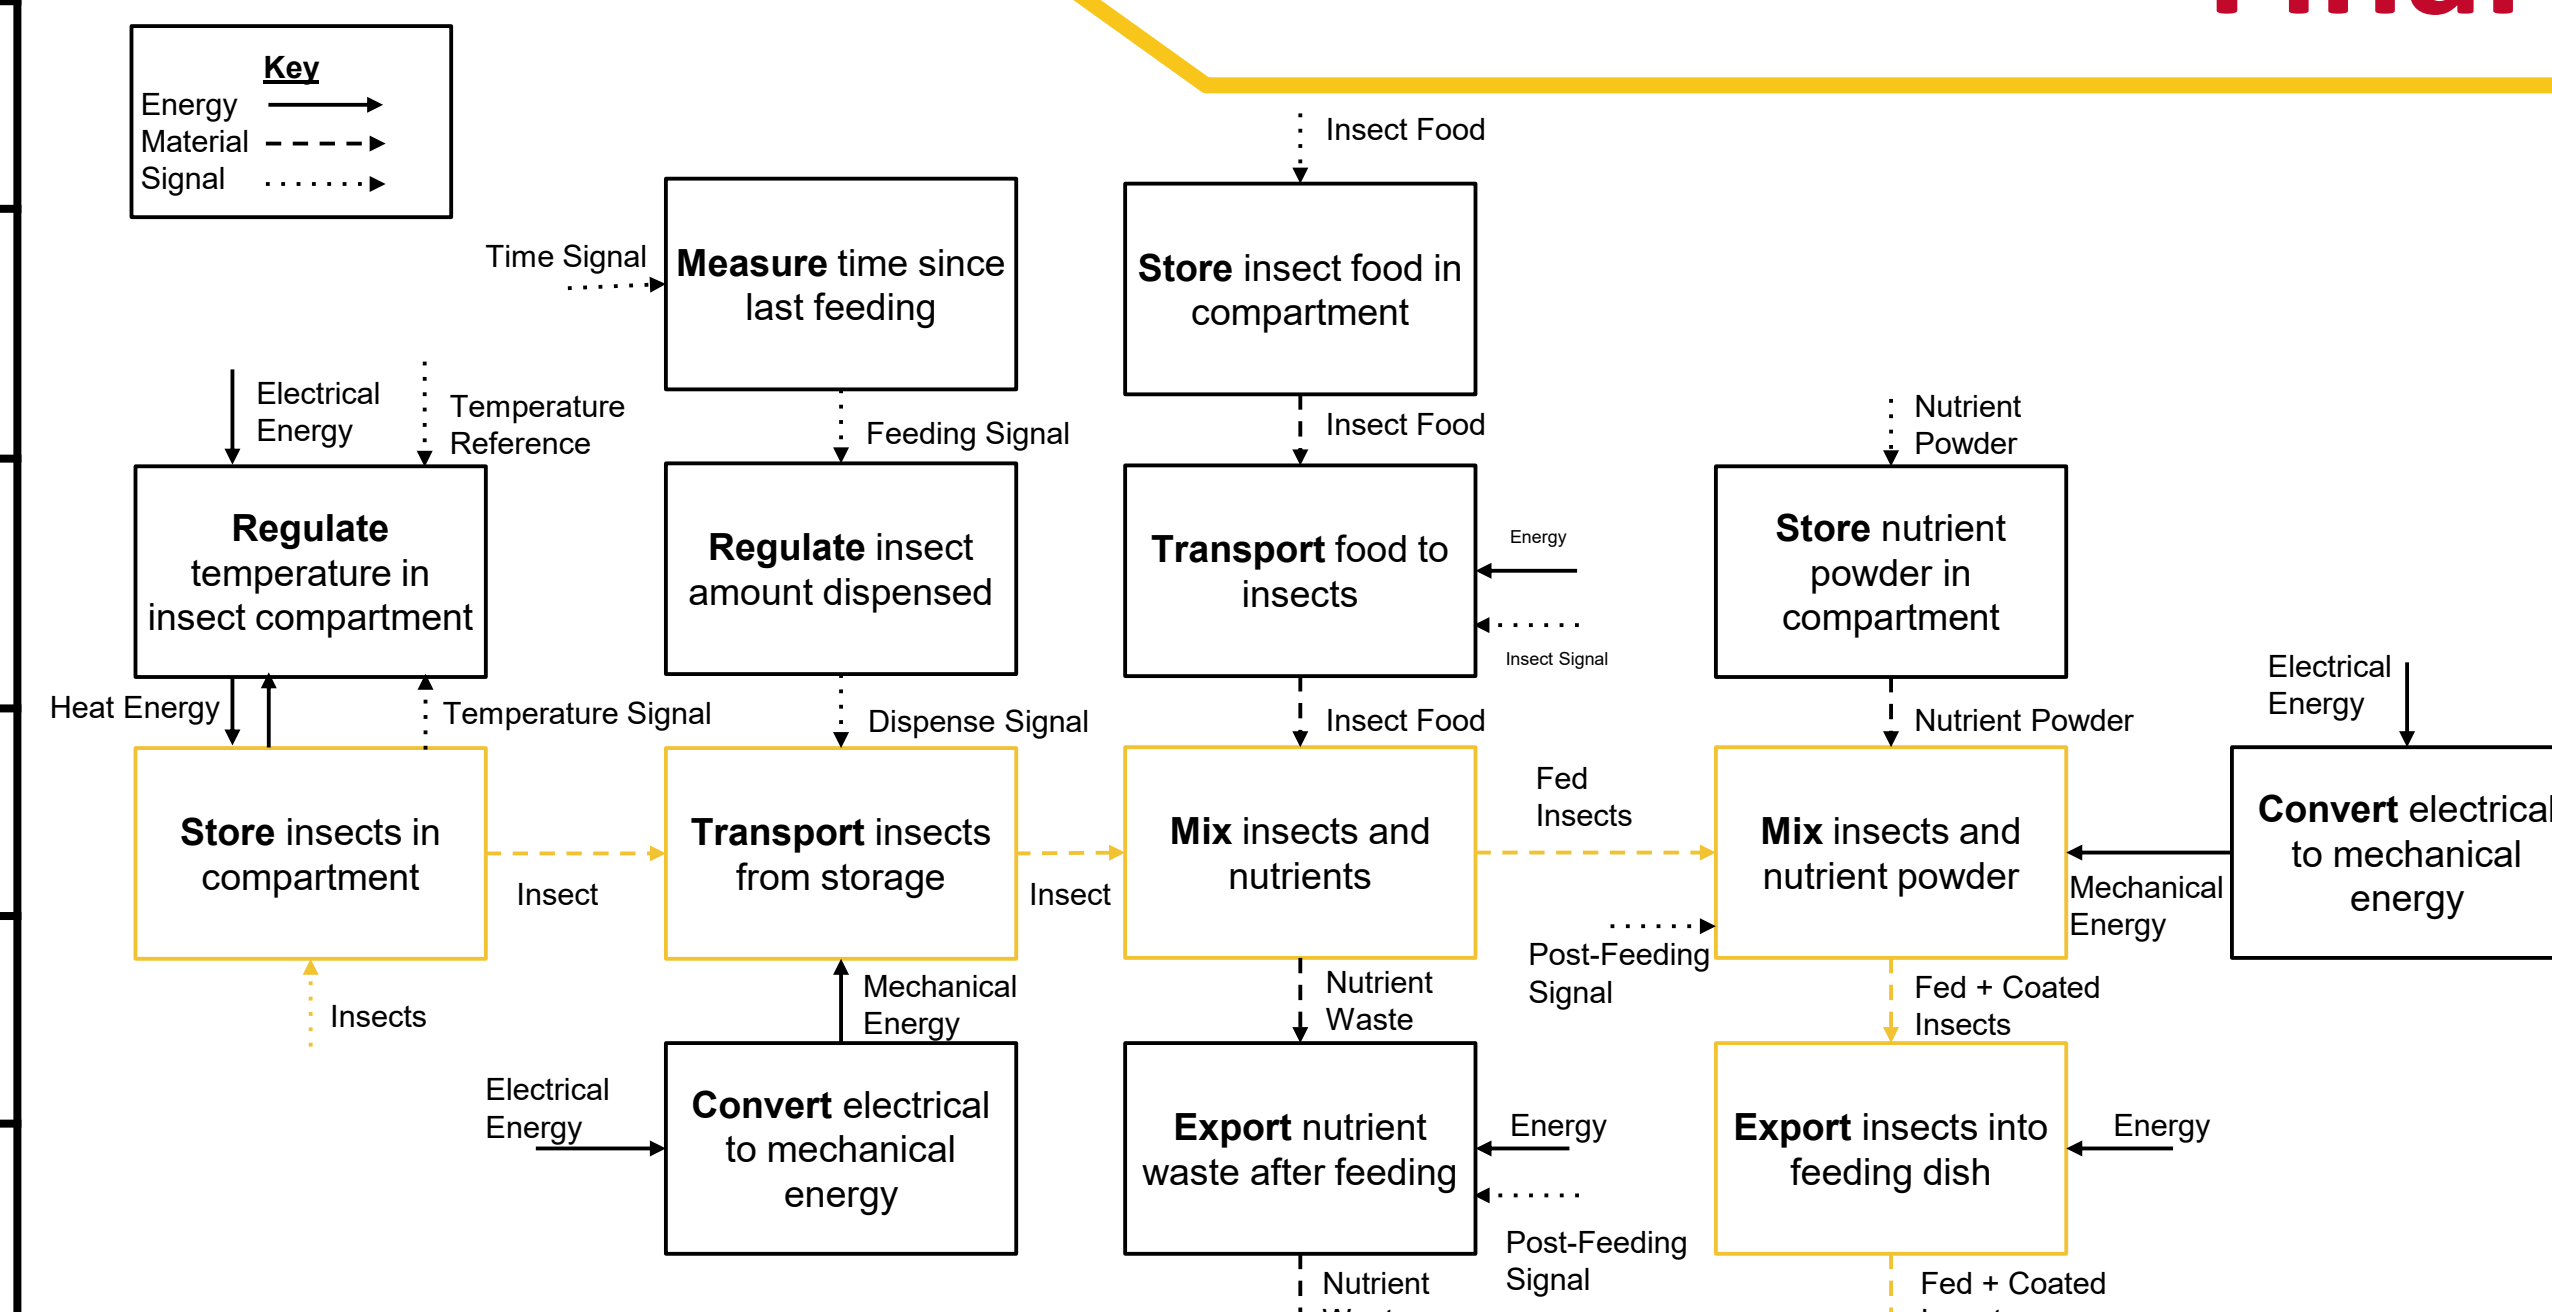 Key
Energy
Material
Signal
Insect Food
Time Signal
Measure time since
last feeding
Store insect food in
compartment
Electrical
Energy
Temperature
Reference
Feeding Signal
Insect Food
Nutrient
Powder
Regulate
temperature in
insect compartment
Regulate insect
amount dispensed
Transport food to
insects
Energy
Insect Signal
Store nutrient
powder in
compartment
Heat Energy
Temperature Signal
Dispense Signal
Insect Food
Nutrient Powder
Electrical
Energy
Store insects in
compartment
Insect
Transport insects
from storage
Insect
Mix insects and
nutrients
Fed
Insects
Post-Feeding
Signal
Mix insects and
nutrient powder
Mechanical
Energy
Convert electrical
to mechanical
energy
Insects
Mechanical
Energy
Nutrient
Waste
Fed + Coated
Insects
Electrical
Energy
Convert electrical
to mechanical
energy
Export nutrient
waste after feeding
Energy
Post-Feeding
Signal
Export insects into
feeding dish
Energy
Nutrient
Fed + Coated